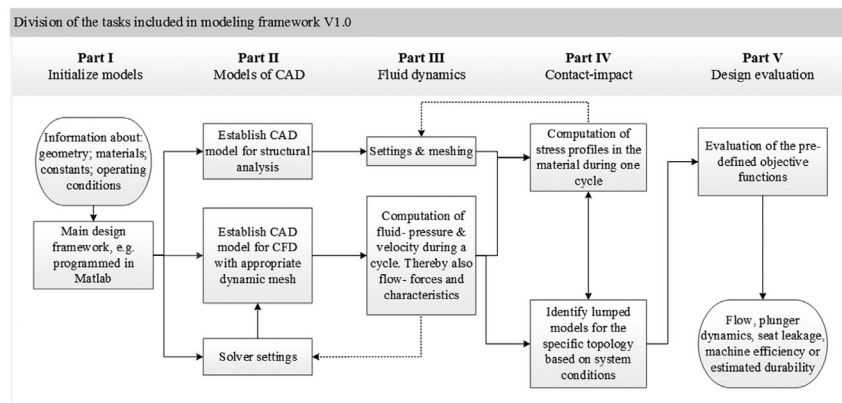 Division of the tasks included in modeling framework V1.0
Part I
Initialize models
Part II
Models of CAD
Part III
Fluid dynamics
Part IV
Contact-impact
Part V
Design evaluation
Information about:
geometry; materials;
constants; operating
conditions
Main design
framework, e.g.
programmed in
Matlab
Establish CAD
model for structural
analysis
Establish CAD
model for CFD
with appropriate
dynamic mesh
Solver settings
Settings & meshing
Computation of
fluid- pressure &
velocity during a
cycle. Thereby also
flow- forces and
characteristics
Computation of
stress profiles in
the material during one
cycle
Identify lumped
models for the
specific topology
based on system
conditions
Evaluation of the pre-
defined objective
functions
Flow, plunger
dynamics, seat leakage,
machine efficiency or
estimated durability